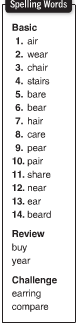 Spelling Words
Basic
1. air
2. wear
3. chair
4. stairs
5. bare
6. bear
7. hair
8. care
9. pear
10. pair
11. share
12. near
13. ear
14. beard
Review
buy
year
Challenge
earring
compare